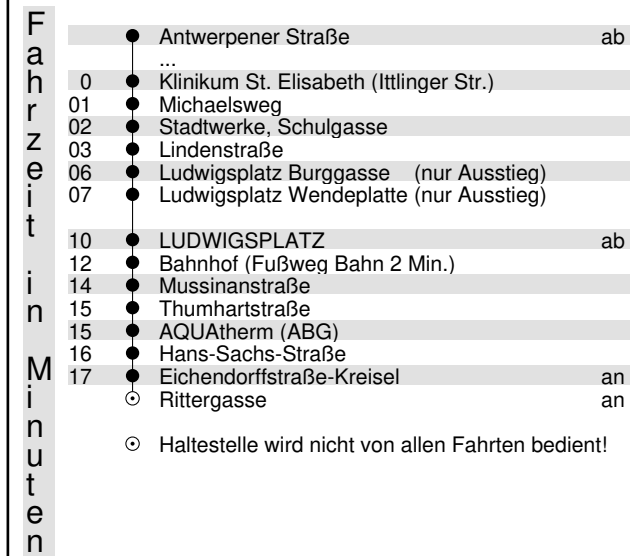 Fahrzeit in Minuten
Antwerpener Straße ab
...
0 Klinikum St. Elisabeth (Ittlinger Str.)
01 Michaelsweg
02 Stadtwerke, Schulgasse
03 Lindenstraße
06 Ludwigsplatz Burggasse (nur Ausstieg)
07 Ludwigsplatz Wendeplatte (nur Ausstieg)
10 LUDWIGSPLATZ ab
12 Bahnhof (Fußweg Bahn 2 Min.)
14 Mussinanstraße
15 Thumhartstraße
15 AQUAtherm (ABG)
16 Hans-Sachs-Straße
17 Eichendorffstraße-Kreisel an
Rittergasse an
Haltestelle wird nicht von allen Fahrten bedient!